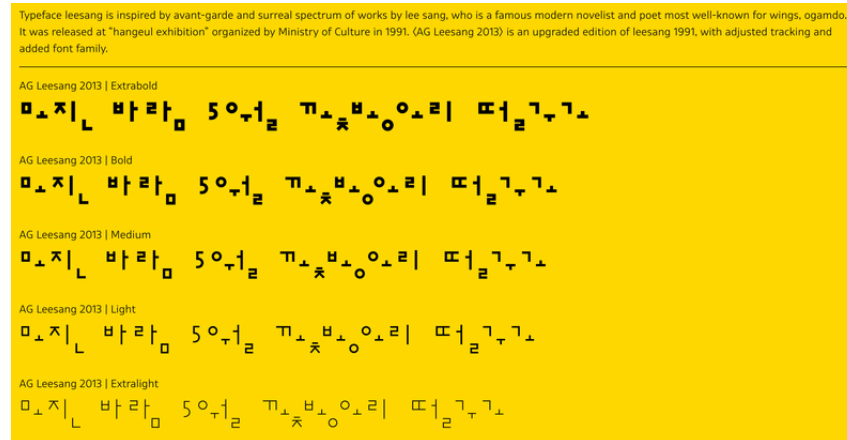 Typeface leesang is inspired by avant-garde and surreal spectrum of works by lee sang, who is a famous modern novelist and poet most well-known for wings, ogamdo.
It was released at "hangeul exhibition" organized by Ministry of Culture in 1991. 〈AG Leesang 2013〉 is an upgraded edition of leesang 1991, with adjusted tracking and
added font family.
AG Leesang 2013 | Extrabold
모진 바람 5월 꽃봉오리 떨구고
AG Leesang 2013 | Bold
모진 바람 5월 꽃봉오리 떨구고
AG Leesang 2013 | Medium
모진 바람 5월 꽃봉오리 떨구고
AG Leesang 2013 | Light
모진 바람 5월 꽃봉오리 떨구고
AG Leesang 2013 | Extralight
모진 바람 5월 꽃봉오리 떨구고